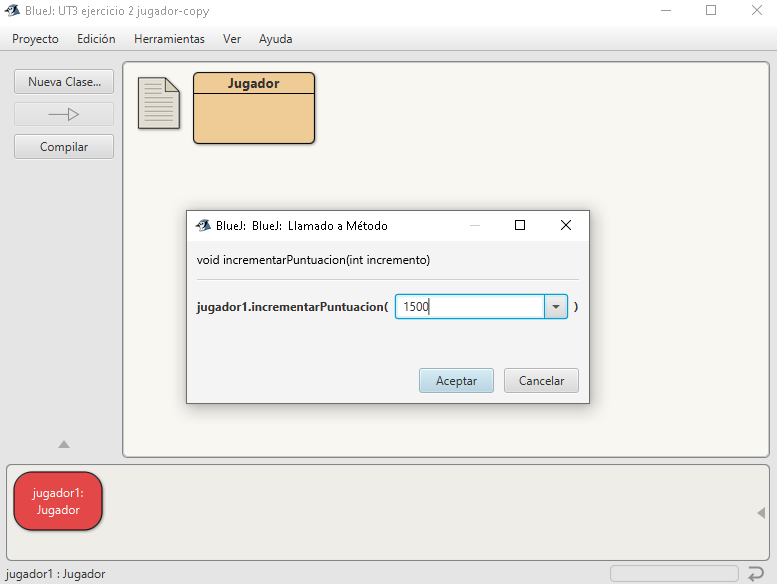 BlueJ: UT3 ejercicio 2 jugador-copy
Proyecto Edición Herramientas Ver Ayuda
Nueva Clase...
Compilar
Jugador
BlueJ: BlueJ: Llamado a Método
void incrementarPuntuacion(int incremento)
jugador1.incrementarPuntuacion( 1500 )
Aceptar Cancelar
jugador1:
Jugador
jugador1 : Jugador